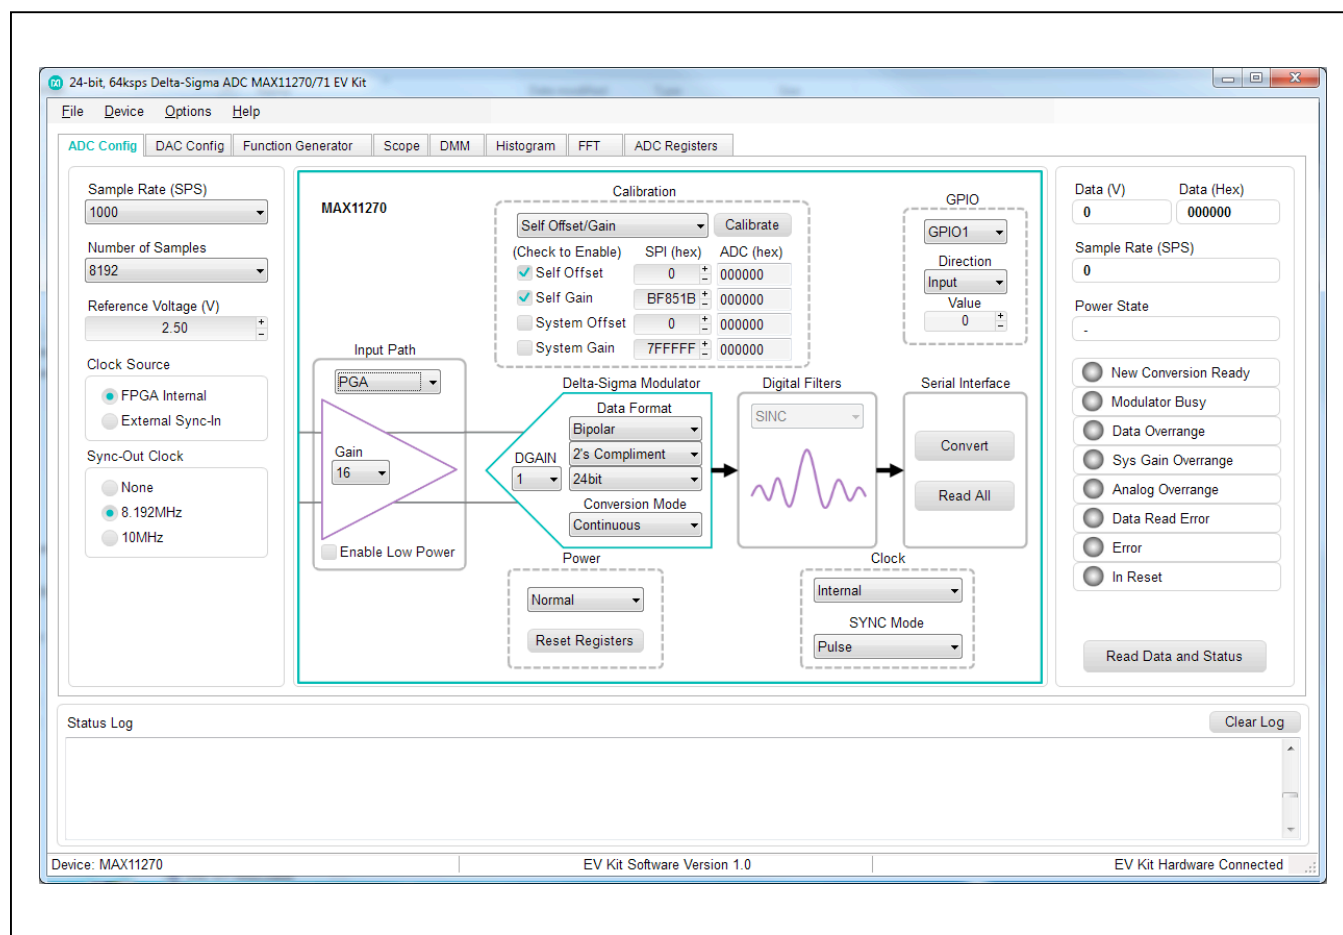 24-bit, 64ksps Delta-Sigma ADC MAX11270/71 EV Kit
File Device Options Help
ADC Config DAC Config Function Generator Scope DMM Histogram FFT ADC Registers
Sample Rate (SPS)
1000
Number of Samples
8192
Reference Voltage (V)
2.50
Clock Source
FPGA Internal
External Sync-In
Sync-Out Clock
None
8.192MHz
10MHz
MAX11270
Calibration
Self Offset/Gain Calibrate
(Check to Enable) SPI (hex) ADC (hex)
Self Offset 0 000000
Self Gain BF851B 000000
System Offset 0 000000
System Gain 7FFFFF 000000
GPIO
GPIO1
Direction
Input
Value
0
Input Path
PGA
Gain
16
Enable Low Power
Delta-Sigma Modulator
Data Format
Bipolar
DGAIN
1
2's Compliment
24bit
Conversion Mode
Continuous
Digital Filters
SINC
Serial Interface
Convert
Read All
Power
Normal
Reset Registers
Clock
Internal
SYNC Mode
Pulse
Data (V) Data (Hex)
0 000000
Sample Rate (SPS)
0
Power State
-
New Conversion Ready
Modulator Busy
Data Overrange
Sys Gain Overrange
Analog Overrange
Data Read Error
Error
In Reset
Read Data and Status
Status Log Clear Log
Device: MAX11270 EV Kit Software Version 1.0 EV Kit Hardware Connected